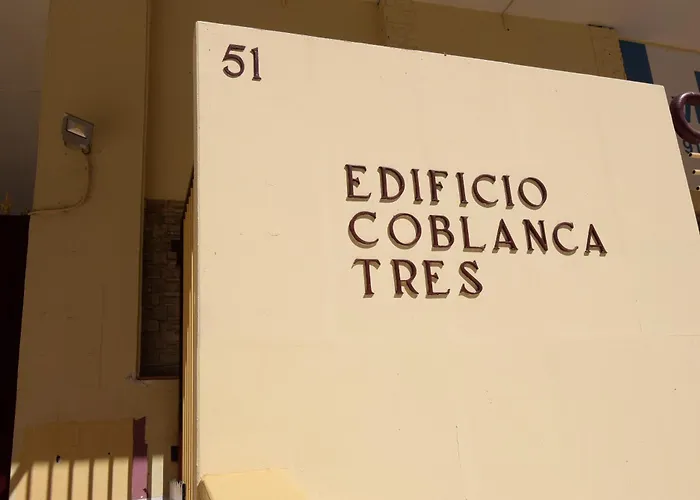 51
EDIFICIO
COBLANCA
TRES